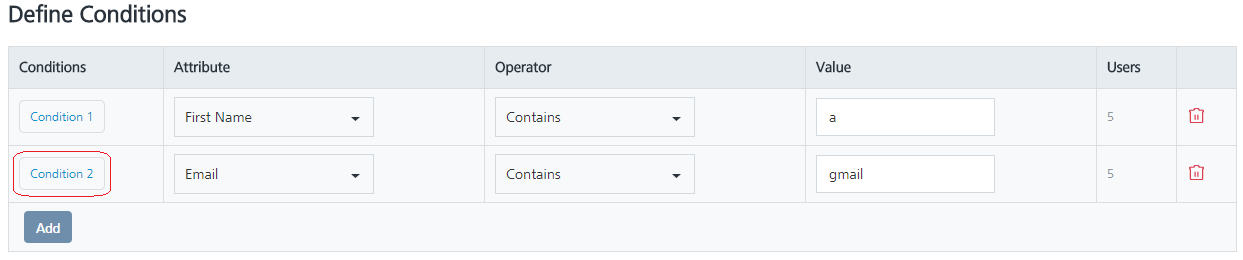 Define Conditions
Conditions Attribute Operator Value Users
Condition 1 First Name Contains a 5
Condition 2 Email Contains gmail 5
Add